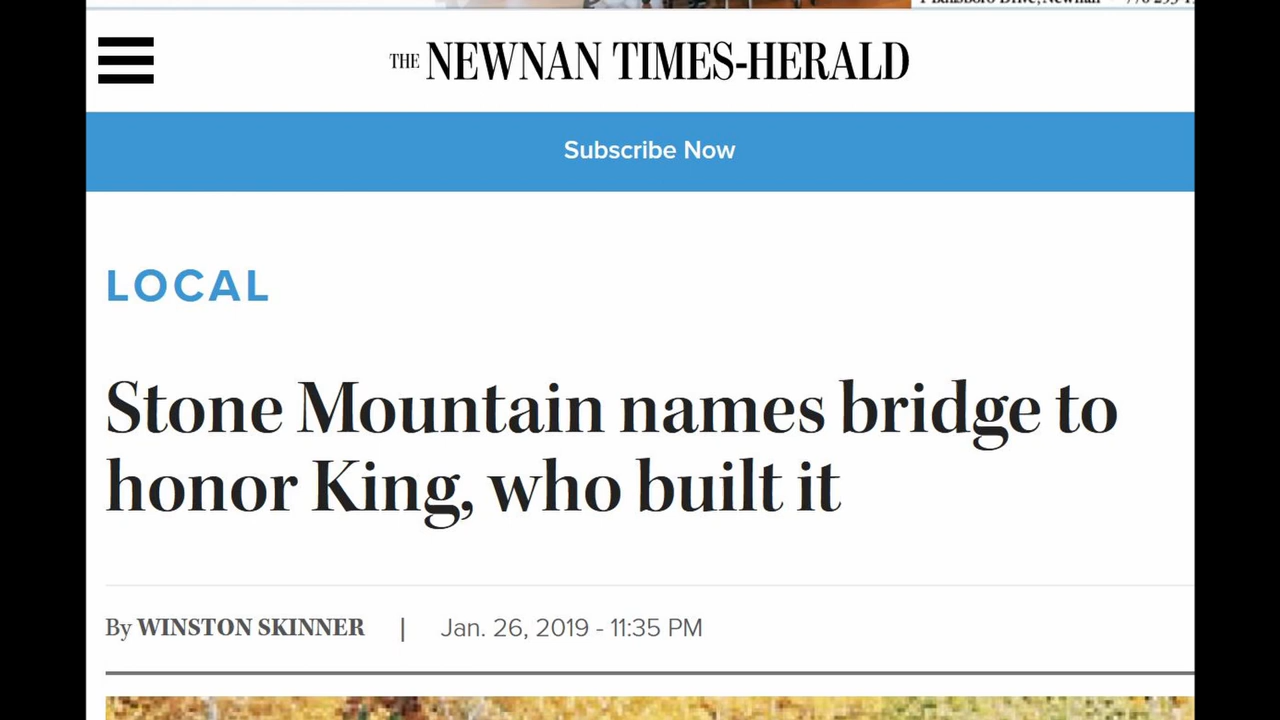 THE NEWNAN TIMES-HERALD
Subscribe Now
LOCAL
Stone Mountain names bridge to
honor King, who built it
By WINSTON SKINNER | Jan. 26, 2019 - 11:35 PM